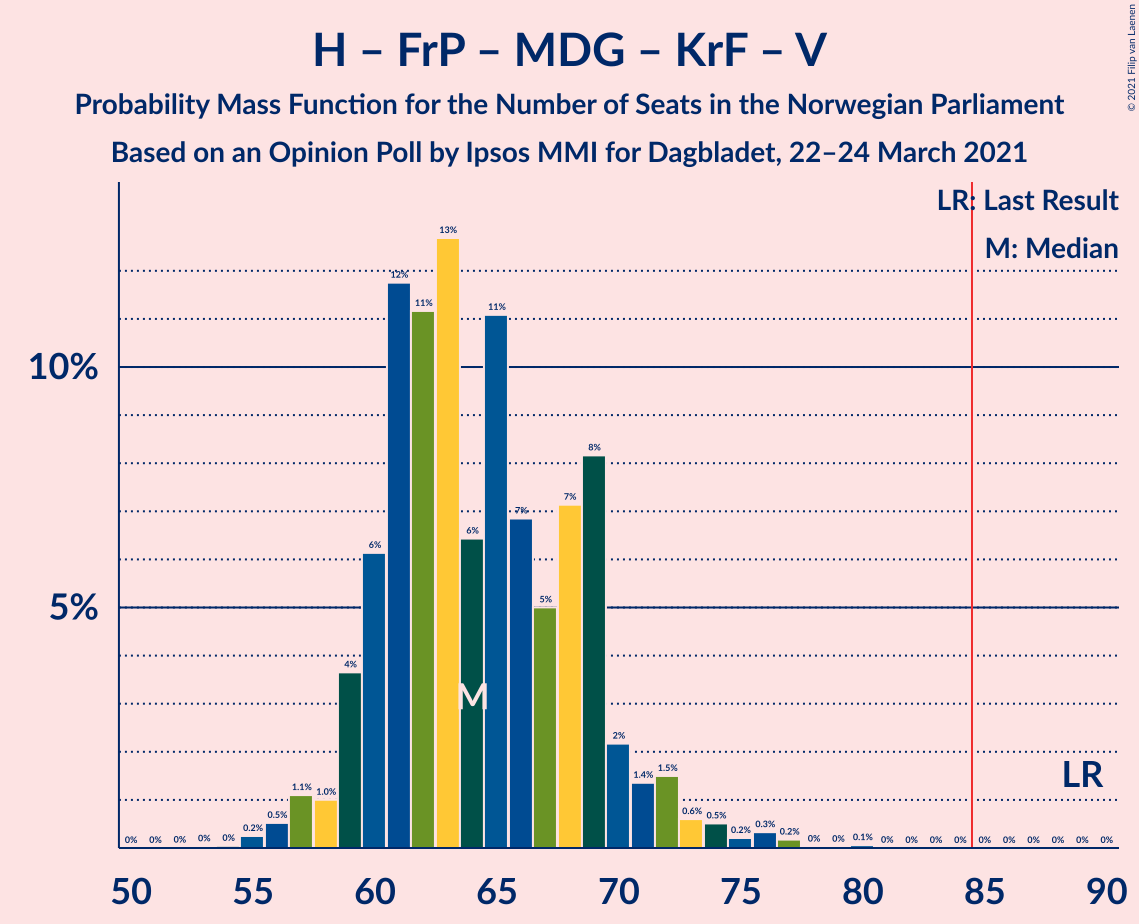 H – FrP – MDG – KrF – V
Probability Mass Function for the Number of Seats in the Norwegian Parliament
Based on an Opinion Poll by Ipsos MMI for Dagbladet, 22–24 March 2021
© 2021 Filip van Laenen
LR: Last Result
M: Median
10%
5%
0% 0% 0% 0% 0% 0.2% 0.5% 1.1% 1.0% 4% 6% 12% 11% 13% 6% 11% 7% 5% 7% 8% 2% 1.4% 1.5% 0.6% 0.5% 0.2% 0.3% 0.2% 0% 0% 0.1% 0% 0% 0% 0% 0% 0% 0% 0% 0% 0%
M
LR
50 55 60 65 70 75 80 85 90